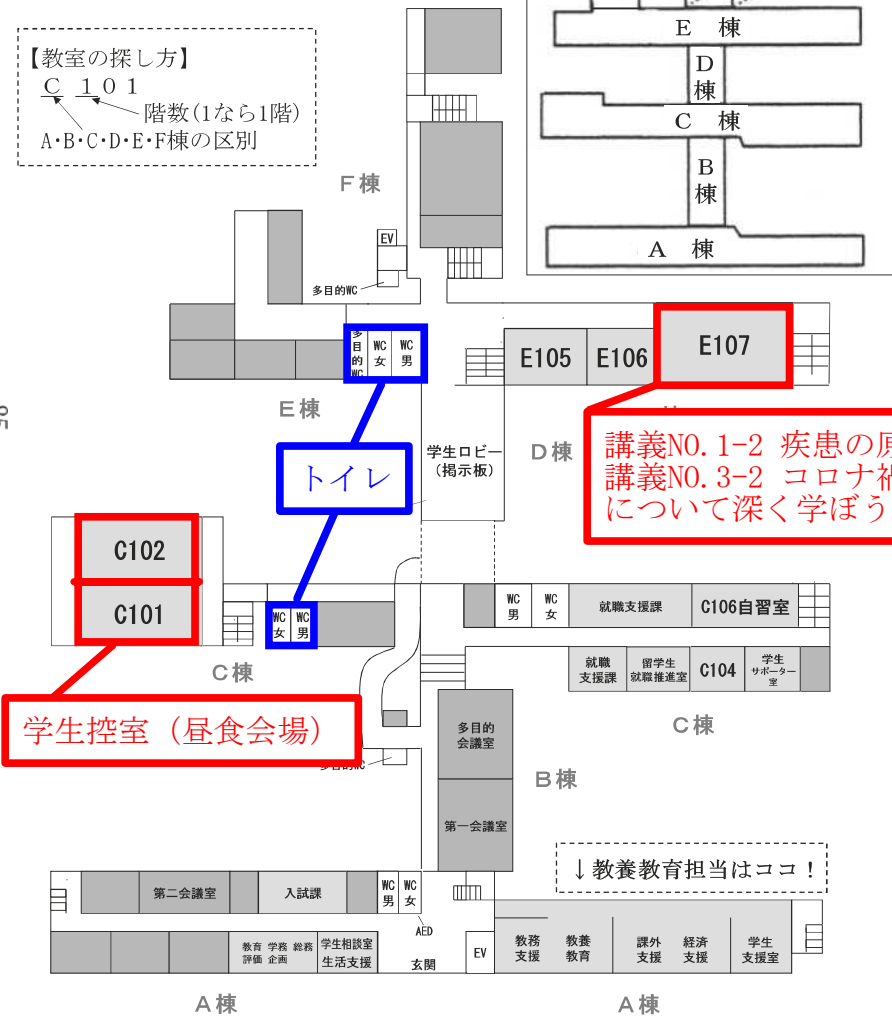 【教室の探し方】
C 101
階数(1なら1階)
A・B・C・D・E・F棟の区別
E 棟
D
棟
C 棟
B
棟
A 棟
F棟
EV
多目的WC
多目的WC
WC
女
WC
男
E105
E106
E107
E棟
学生ロビー
(掲示板)
D棟
トイレ
講義NO.1-2 疾患の
講義NO.3-2 コロナ禍
について深く学ぼう
C102
C101
WC
女
WC
男
C棟
WC
男
WC
女
就職支援課
C106自習室
就職
支援課
留学生
就職推進室
C104
学生
サポーター
室
C棟
学生控室（昼食会場）
多目的WC
多目的
会議室
B棟
第一会議室
↓教養教育担当はココ！
第二会議室
入試課
WC
男
WC
女
AED
教育
評価
学務
企画
総務
学生相談室
生活支援
玄関
EV
教務
支援
教養
教育
課外
支援
経済
支援
学生
支援室
A棟
A棟